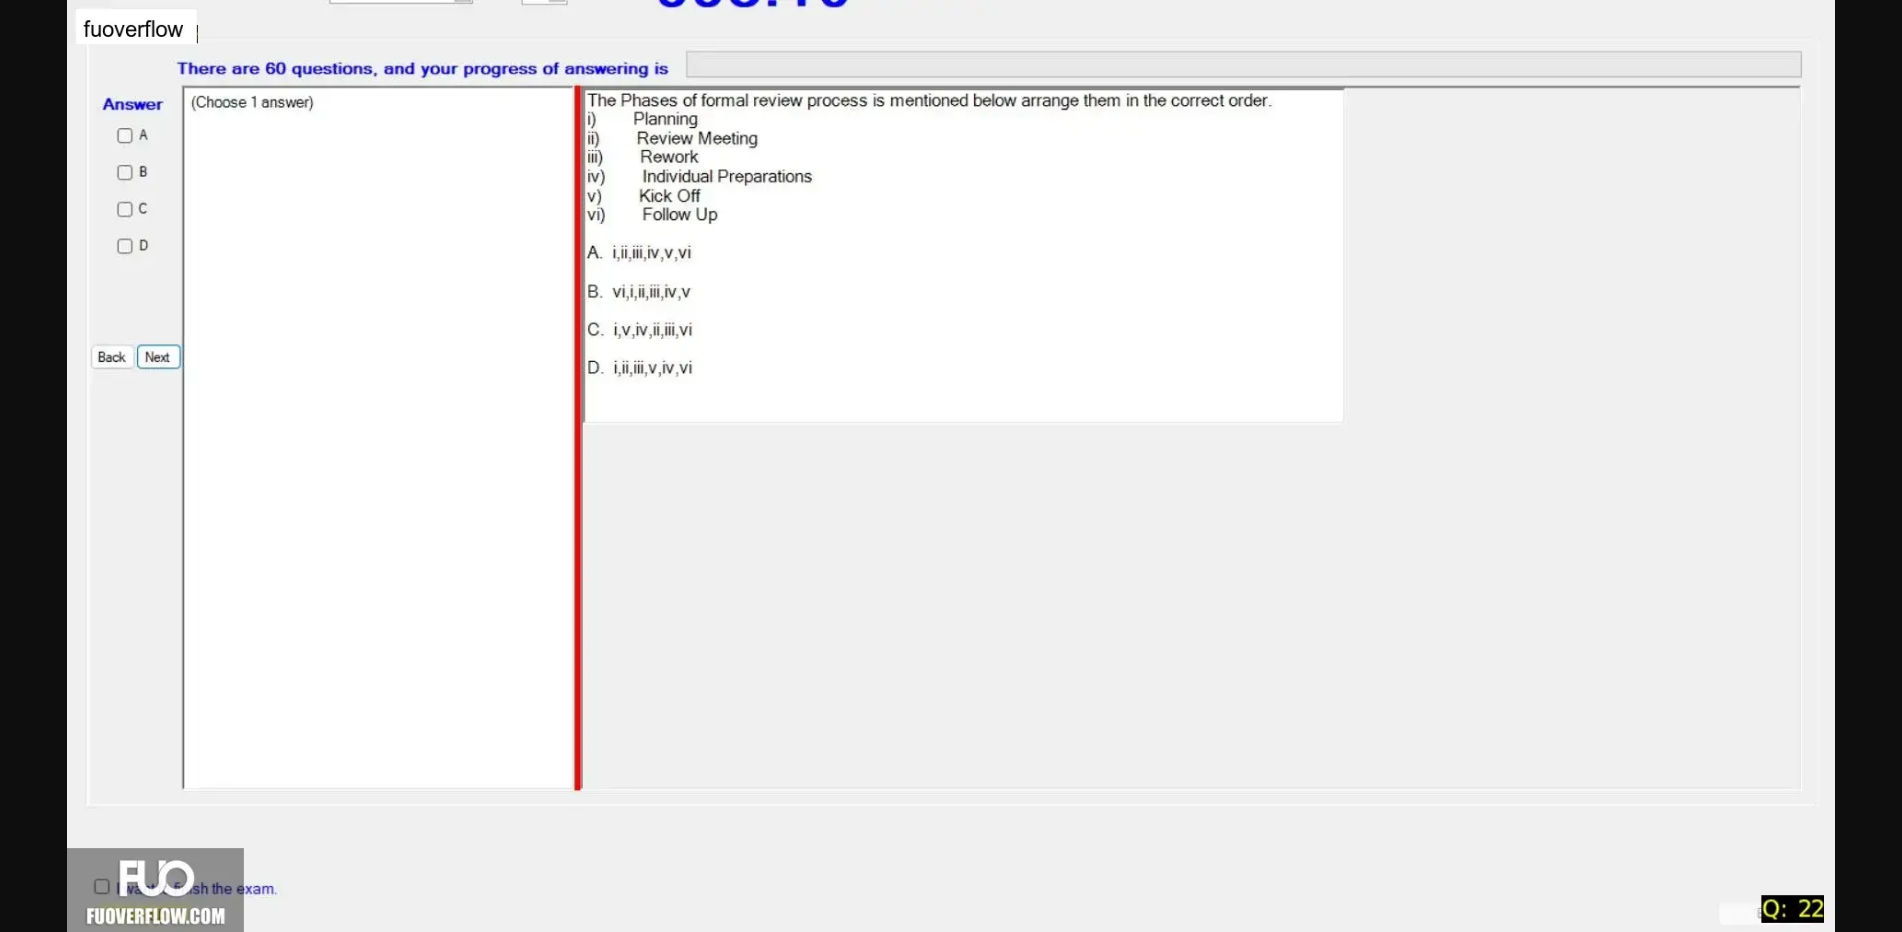 fuoverflow
There are 60 questions, and your progress of answering is
Answer
(Choose 1 answer)
A
B
C
D
Back
Next
The Phases of formal review process is mentioned below arrange them in the correct order.
i) Planning
ii) Review Meeting
iii) Rework
iv) Individual Preparations
v) Kick Off
vi) Follow Up
A. i,ii,iii,iv,v,vi
B. vi,i,ii,iii,iv,v
C. i,v,iv,ii,iii,vi
D. i,ii,iii,v,iv,vi
FUO
the exam.
FUOVERFLOW.COM
Q: 22